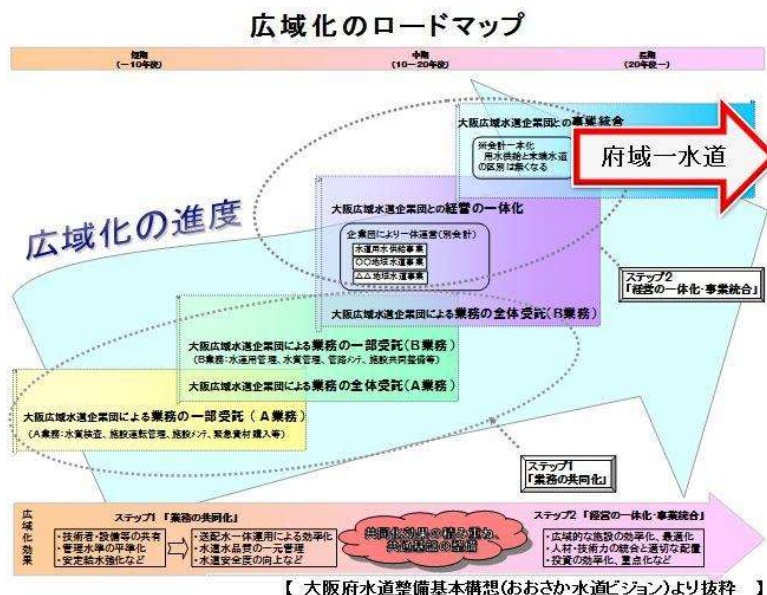 広域化のロードマップ
短期
(－10年後)
中期
(10－20年後)
長期
(20年後－)
大阪広域水道企業団との事業統合
※会計一本化
用水供給と末端水道
の区別は無くなる
府域一水道
広域化の進度
大阪広域水道企業団との経営の一体化
企業団により一体運営(別会計)
水道用水供給事業
〇〇地域水道事業
△△地域水道事業
大阪広域水道企業団による業務の全体受託(B業務)
ステップ2
「経営の一体化・事業統合」
大阪広域水道企業団による業務の一部受託(B業務)
(B業務：水運用管理、水質管理、管路メンテ、施設共同整備等)
大阪広域水道企業団による業務の全体受託(A業務)
大阪広域水道企業団による業務の一部受託(A業務)
(A業務：水質検査、施設運転管理、施設メンテ、緊急資材購入等)
ステップ1
「業務の共同化」
広域化効果
ステップ1 「業務の共同化」
・技術者・設備等の共有
・管理水準の平準化
・安定給水強化など
・送配水一体運用による効率化
・水道水品質の一元管理
・水道安全度の向上など
共同化効果の積み重ね、
共通基盤の整備
ステップ2 「経営の一体化・事業統合」
・広域的な施設の効率化、最適化
・人材・技術力の統合と適切な配置
・投資の効率化、重点化など
【 大阪府水道整備基本構想(おおさか水道ビジョン)より抜粋 】